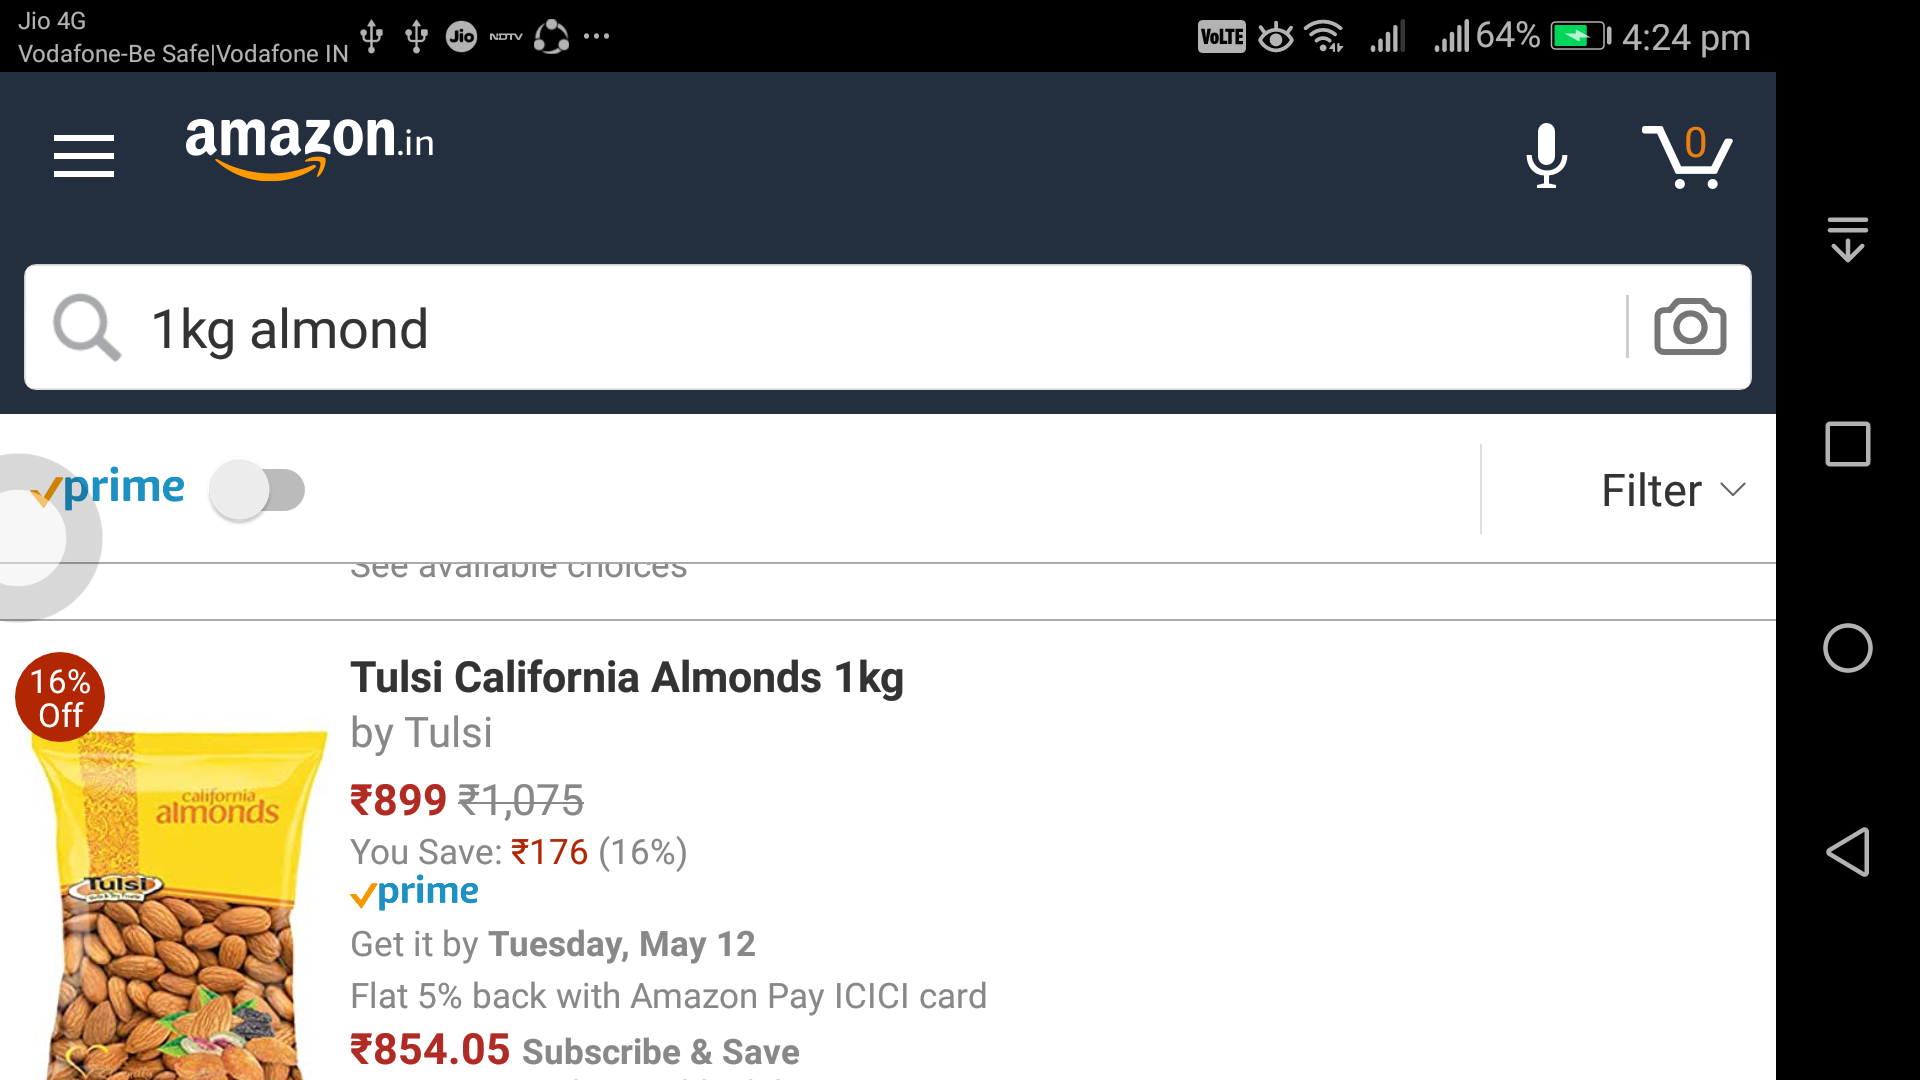 Jio 4G
Vodafone-Be Safe|Vodafone IN
Jio NDTV
VoLTE 64% 4:24 pm
amazon.in
0
1kg almond
prime
Filter
See available choices
16%
Off
Tulsi California Almonds 1kg
by Tulsi
₹899 ₹1,075
You Save: ₹176 (16%)
prime
Get it by Tuesday, May 12
Flat 5% back with Amazon Pay ICICI card
₹854.05 Subscribe & Save
california
almonds
Tulsi